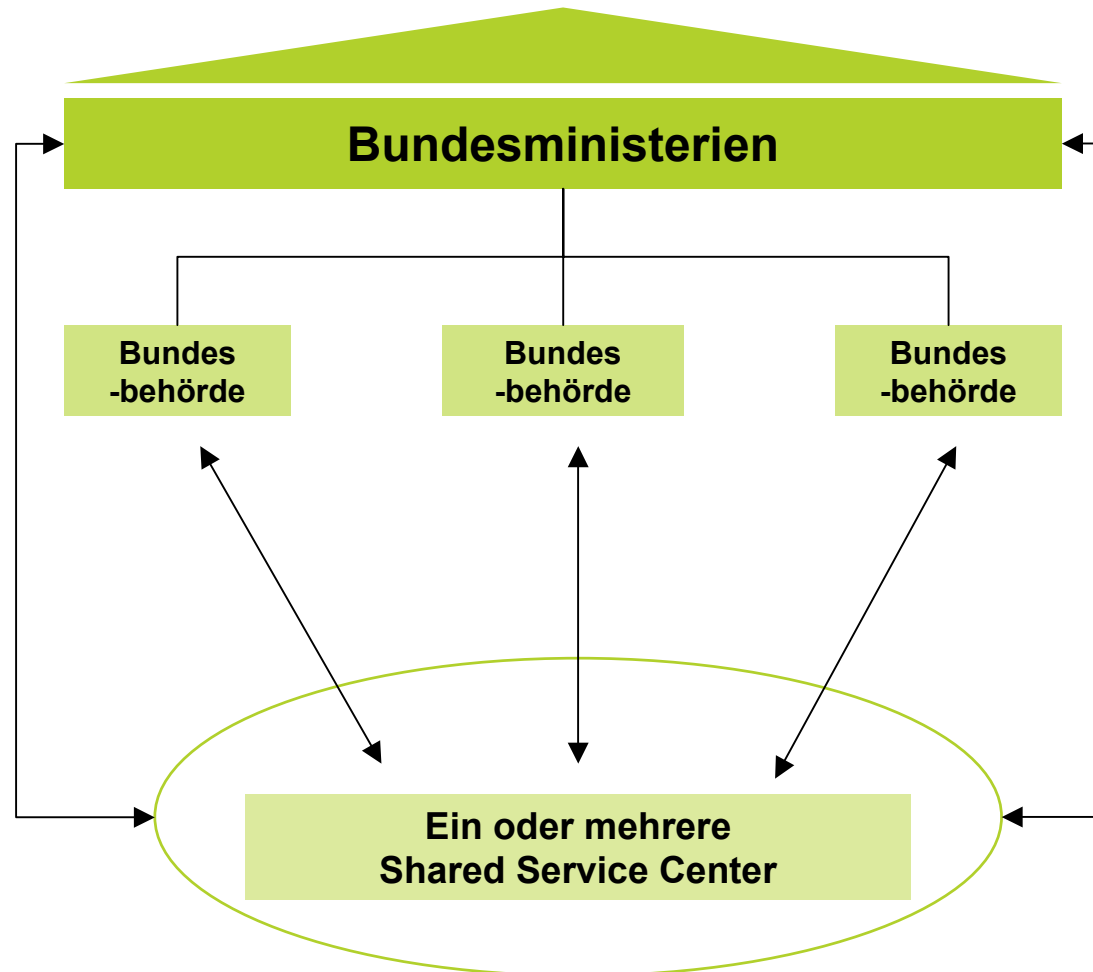 Bundesministerien
Bundes
-behörde
Bundes
-behörde
Bundes
-behörde
Ein oder mehrere
Shared Service Center